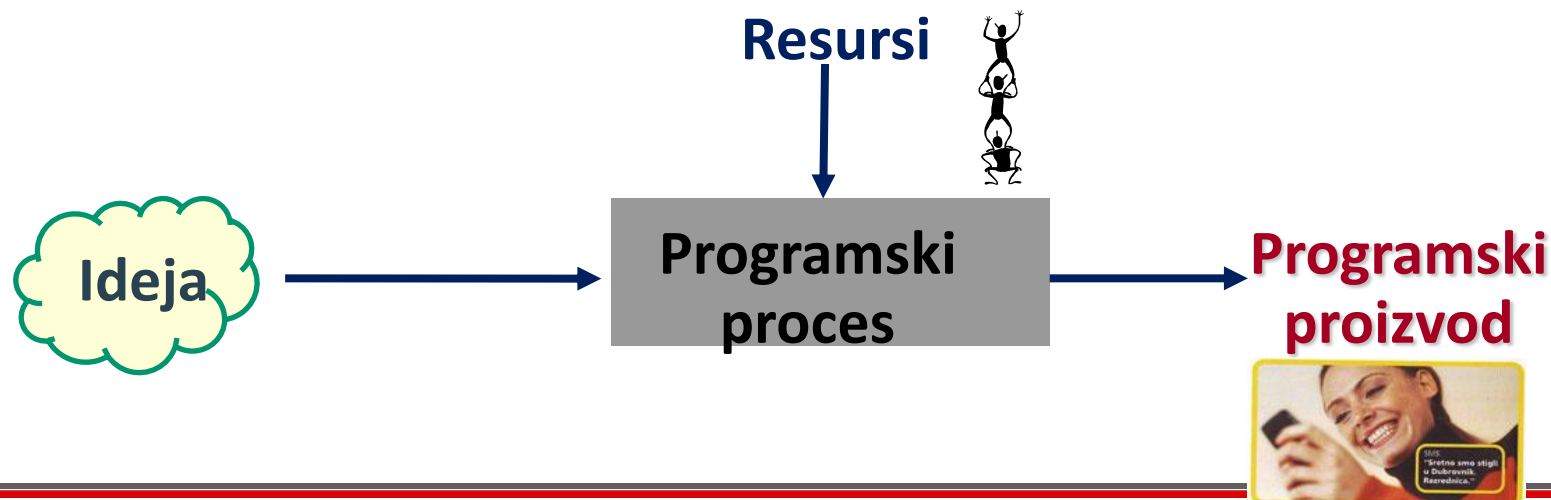 Resursi
Ideja
Programski
proces
Programski
proizvod
SMS
"Sretno smo stigli
u Dubrovnik.
Razrednica."